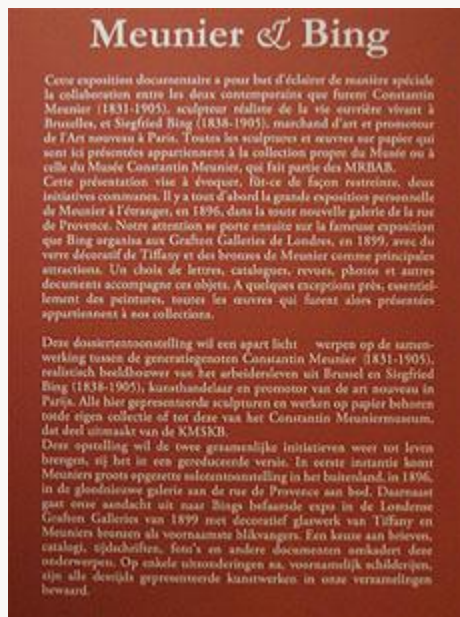 Meunier & Bing
Cette exposition documentaire a pour but d'éclairer de manière spéciale
la collaboration entre les deux contemporains que furent Constantin
Meunier (1831-1905), sculpteur réaliste de la vie ouvrière vivant à
Bruxelles, et Siegfried Bing (1838-1905), marchand d'art et promoteur
de l'Art nouveau à Paris. Toutes les sculptures et œuvres sur papier qui
sont ici présentées appartiennent à la collection propre du Musée ou à
celle du Musée Constantin Meunier, qui fait partie des MRBAB.
Cette présentation vise à évoquer, fût-ce de façon restreinte, deux
initiatives communes. Il y a tout d'abord la grande exposition personnelle
de Meunier à l'étranger, en 1896, dans la toute nouvelle galerie de la rue
de Provence. Notre attention se porte ensuite sur la fameuse exposition
que Bing organisa aux Grafton Galleries de Londres, en 1899, avec du
verre décoratif de Tiffany et des bronzes de Meunier comme principales
attractions. Un choix de lettres, catalogues, revues, photos et autres
documents accompagne ces objets. A quelques exceptions près, essentiel-
lement des peintures, toutes les œuvres qui furent alors présentées
appartiennent à nos collections.
Deze dossiertentoonstelling wil een apart licht werpen op de samen-
werking tussen de generatiegenoten Constantin Meunier (1831-1905),
realistisch beeldhouwer van het arbeidersleven uit Brussel en Siegfried
Bing (1838-1905), kunsthandelaar en promotor van de art nouveau in
Parijs. Alle hier gepresenteerde sculpturen en werken op papier behoren
totde eigen collectie of tot deze van het Constantin Meuniermuseum,
dat deel uitmaakt van de KMSKB.
Deze opstelling wil de twee gezamenlijke initiatieven weer tot leven
brengen, zij het in een gereduceerde versie. In eerste instantie komt
Meuniers groots opgezette salotentoonstelling in het buitenland, in 1896,
in de gloednieuwe galerie aan de rue de Provence aan bod. Daarnaast
gaat onze aandacht uit naar Bings befaamde expo in de Londense
Grafton Galleries van 1899 met decoratief glaswerk van Tiffany en
Meuniers bronzen als voornaamste blikvangers. Een keuze aan brieven,
catalogi, tijdschriften, foto's en andere documenten omkadert deze
onderwerpen. Op enkele uitzonderingen na, voornamelijk schilderijen,
zijn alle destijds gepresenteerde kunstwerken in onze verzamelingen
bewaard.